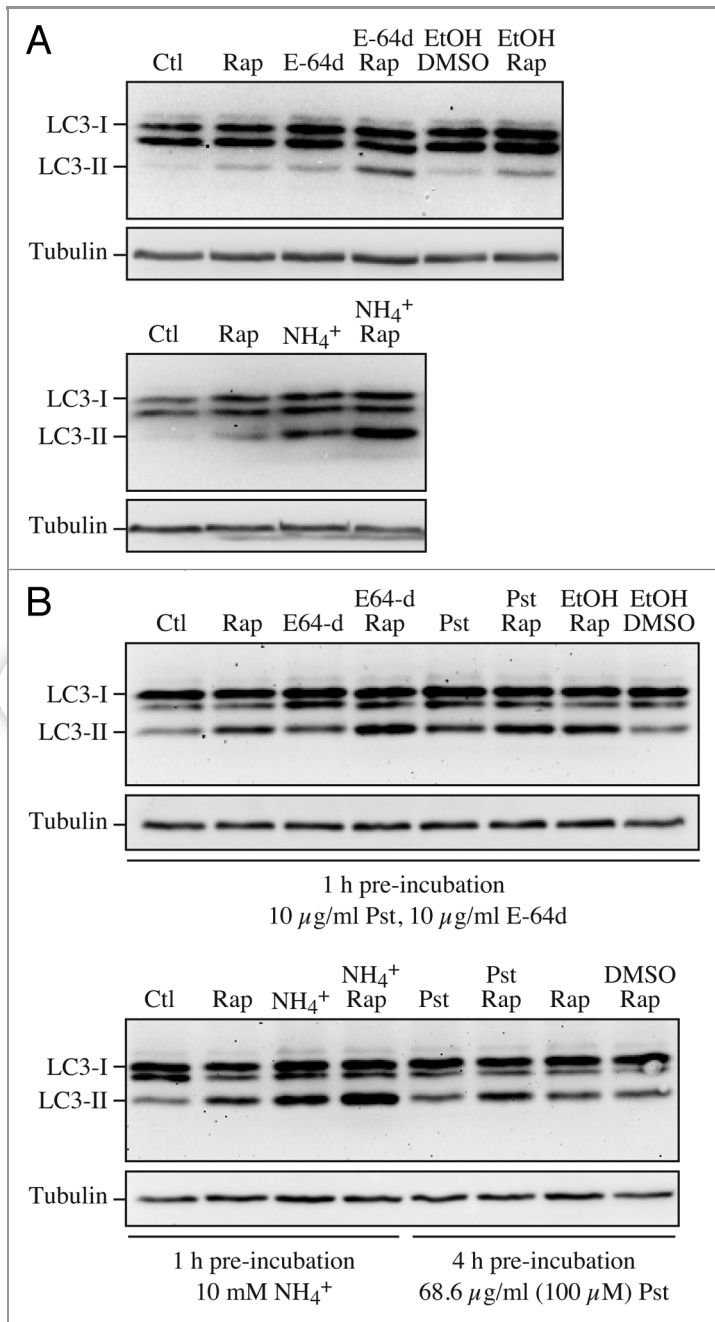 A
Ctl Rap E-64d E-64d Rap EtOH DMSO EtOH Rap
LC3-I
LC3-II
Tubulin
Ctl Rap NH₄⁺ NH₄⁺ Rap
LC3-I
LC3-II
Tubulin
B
Ctl Rap E64-d E64-d Rap Pst Pst Rap EtOH Rap EtOH DMSO
LC3-I
LC3-II
Tubulin
1 h pre-incubation
10 µg/ml Pst, 10 µg/ml E-64d
Ctl Rap NH₄⁺ NH₄⁺ Rap Pst Pst Rap Rap DMSO Rap
LC3-I
LC3-II
Tubulin
1 h pre-incubation
10 mM NH₄⁺
4 h pre-incubation
68.6 µg/ml (100 µM) Pst